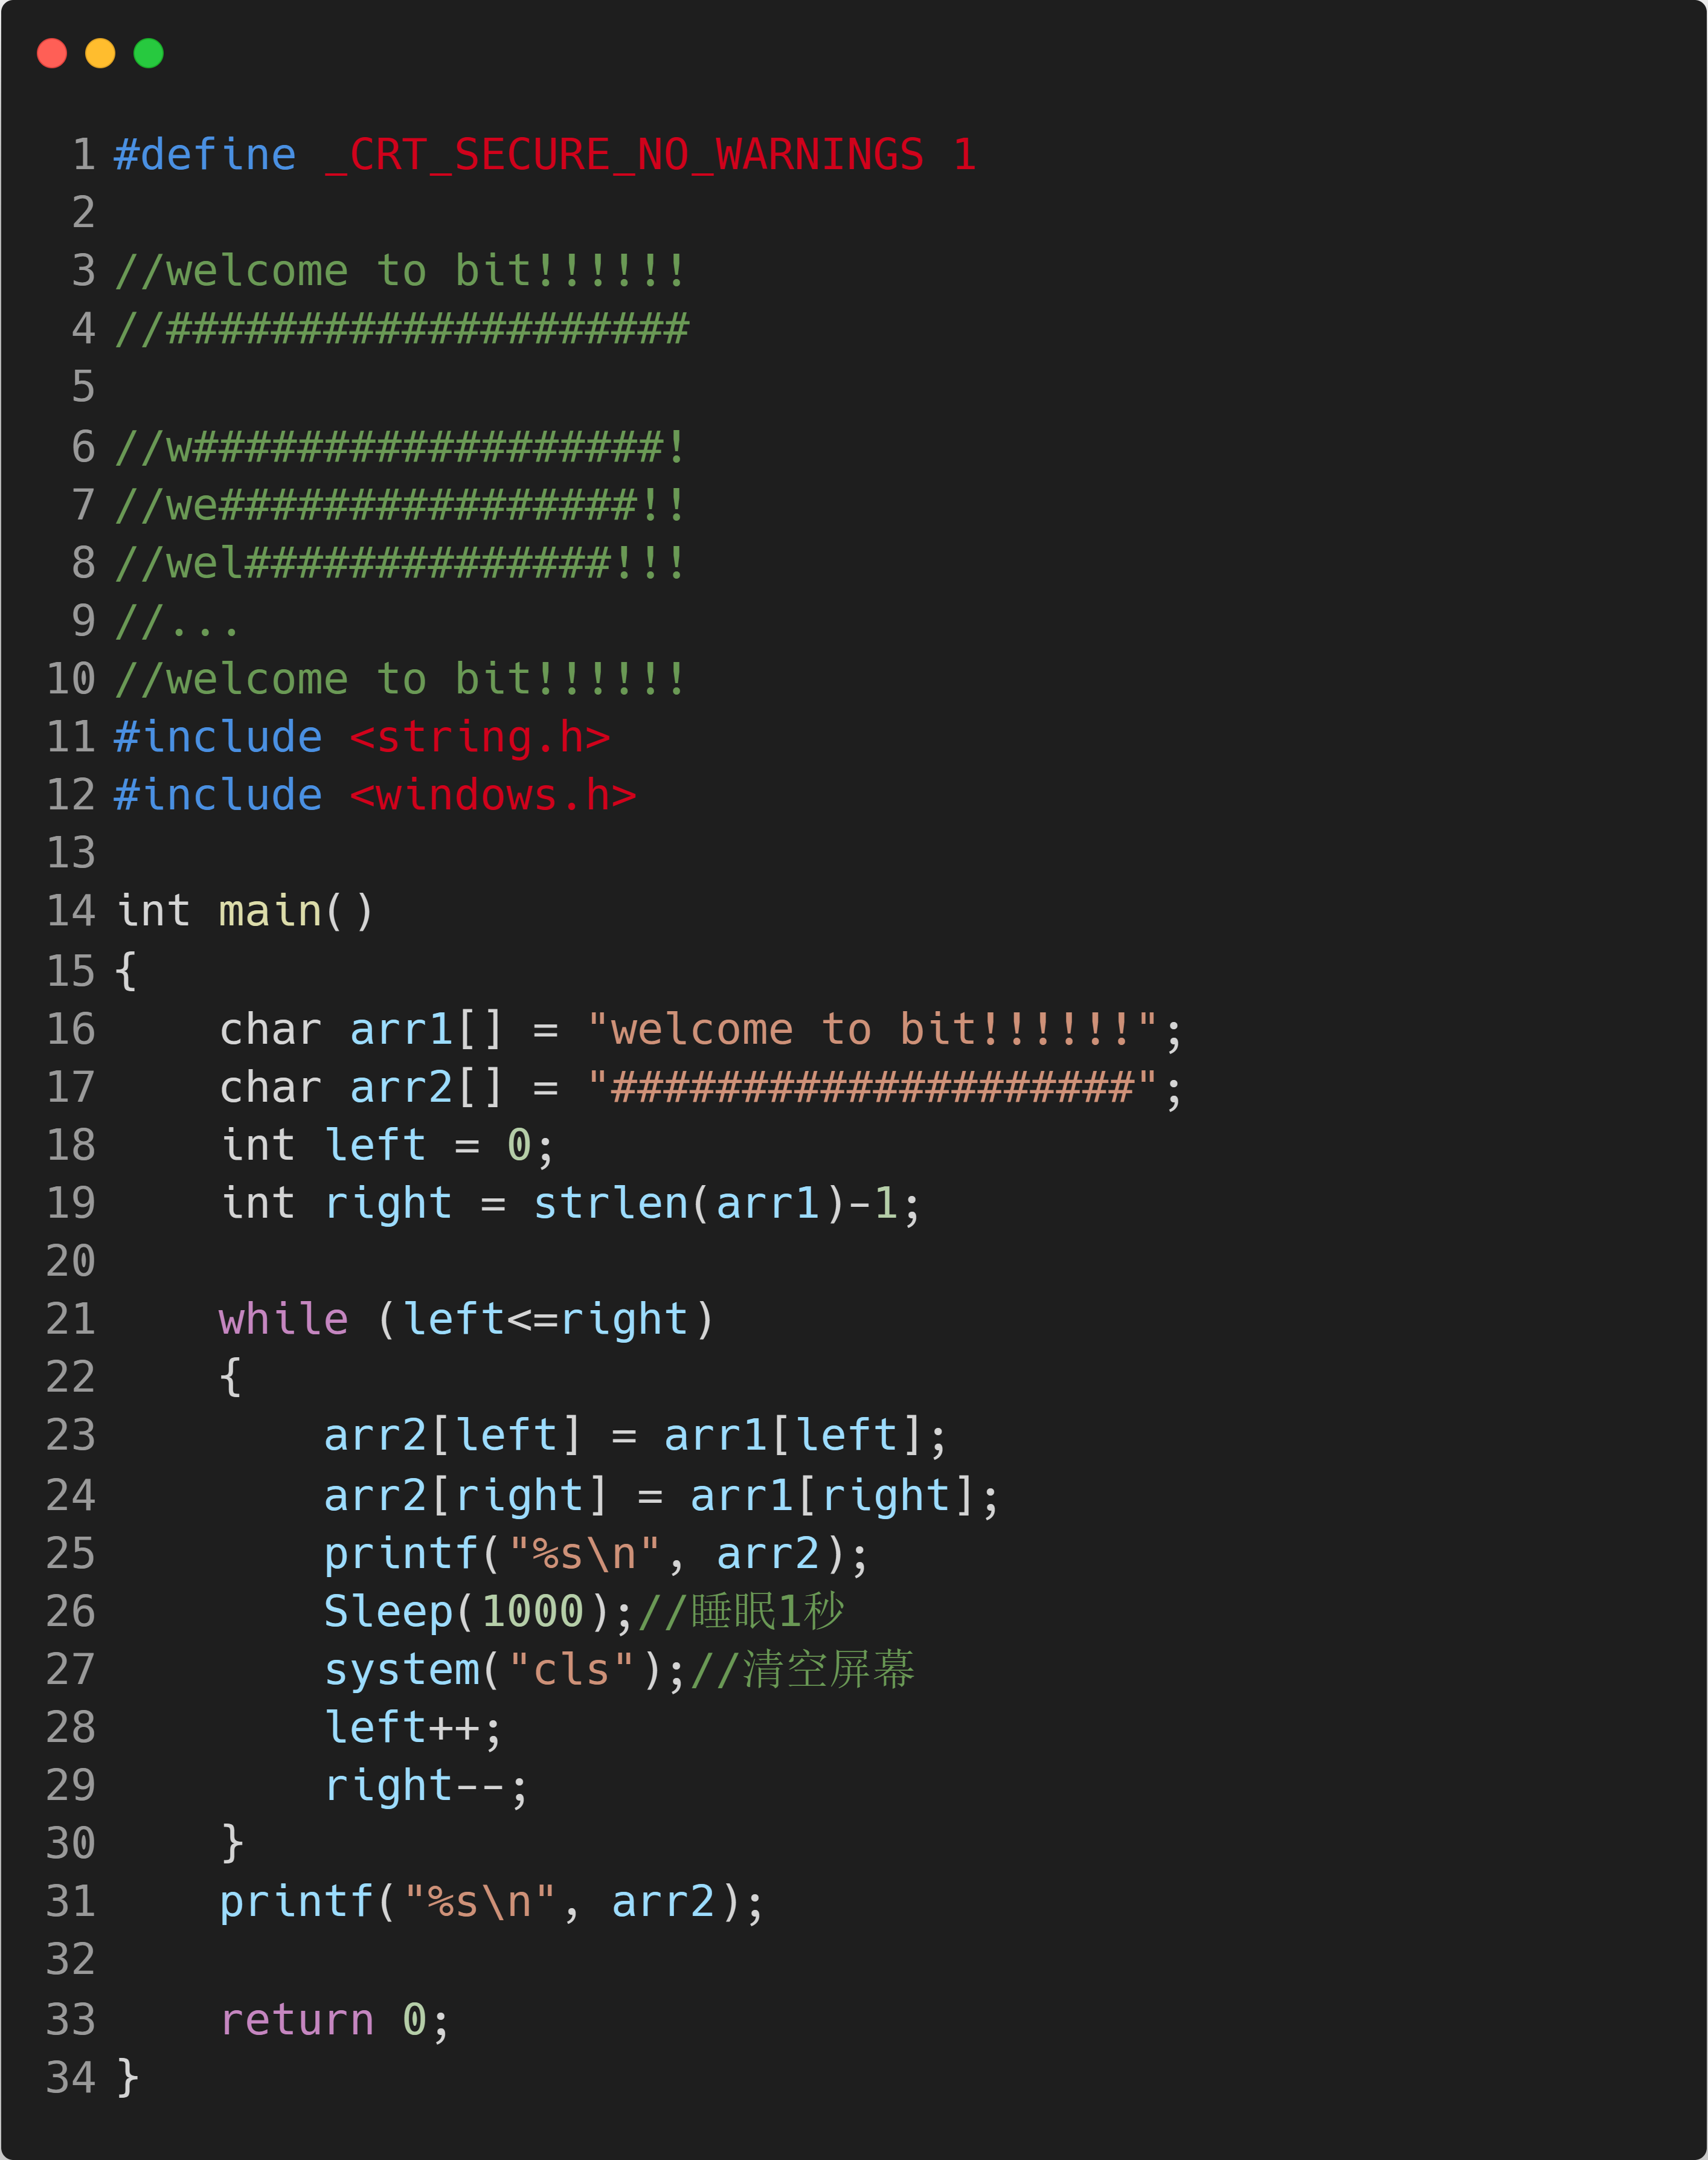 1 #define _CRT_SECURE_NO_WARNINGS 1
2
3 //welcome to bit!!!!!!
4 //####################
5
6 //w##################!
7 //we################!!
8 //wel##############!!!
9 //...
10 //welcome to bit!!!!!!
11 #include <string.h>
12 #include <windows.h>
13
14 int main()
15 {
16     char arr1[] = "welcome to bit!!!!!!";
17     char arr2[] = "####################";
18     int left = 0;
19     int right = strlen(arr1)-1;
20
21     while (left<=right)
22     {
23         arr2[left] = arr1[left];
24         arr2[right] = arr1[right];
25         printf("%s\n", arr2);
26         Sleep(1000);//睡眠1秒
27         system("cls");//清空屏幕
28         left++;
29         right--;
30     }
31     printf("%s\n", arr2);
32
33     return 0;
34 }